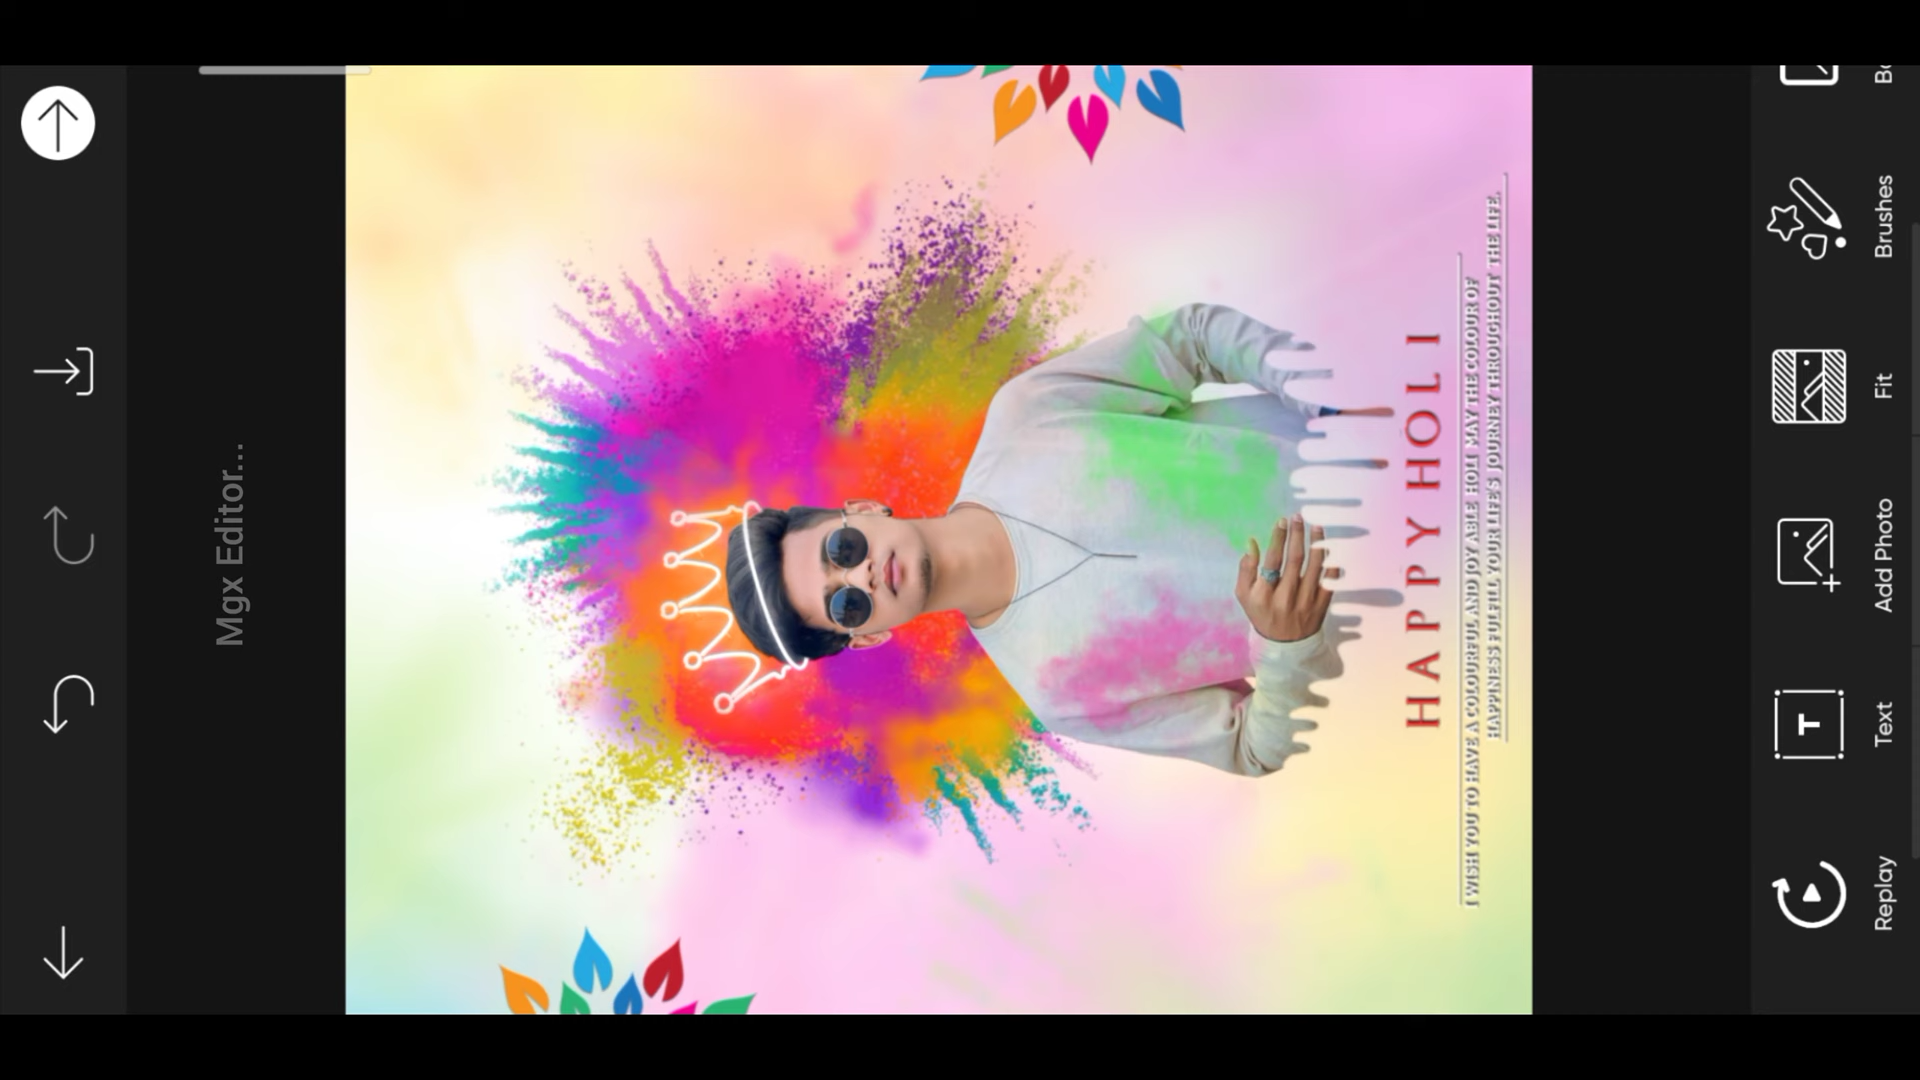 Mgx Editor...
HAPPY HOLI
I WISH YOU TO HAVE A COLOURFUL AND JOY ABLE HOLI MAY THE COLOUR OF
HAPPINESS FULFILL YOUR LIFE'S JOURNEY THROUGHOUT THE LIFE.
Replay
Text
Add Photo
Fit
Brushes